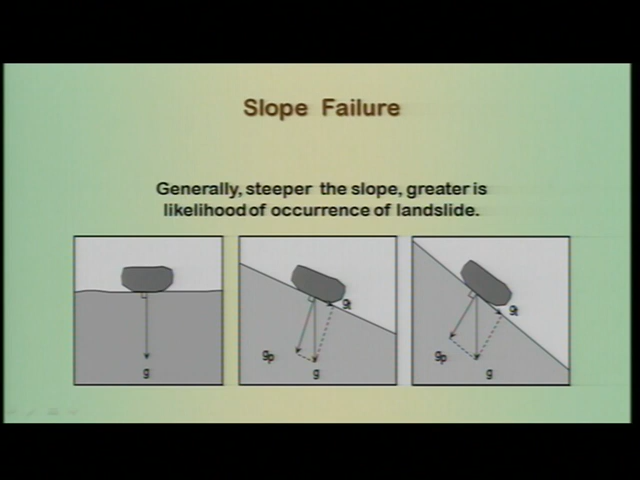 Slope Failure
Generally, steeper the slope, greater is
likelihood of occurrence of landslide.
g
gp
gt
g
gp
gt
g